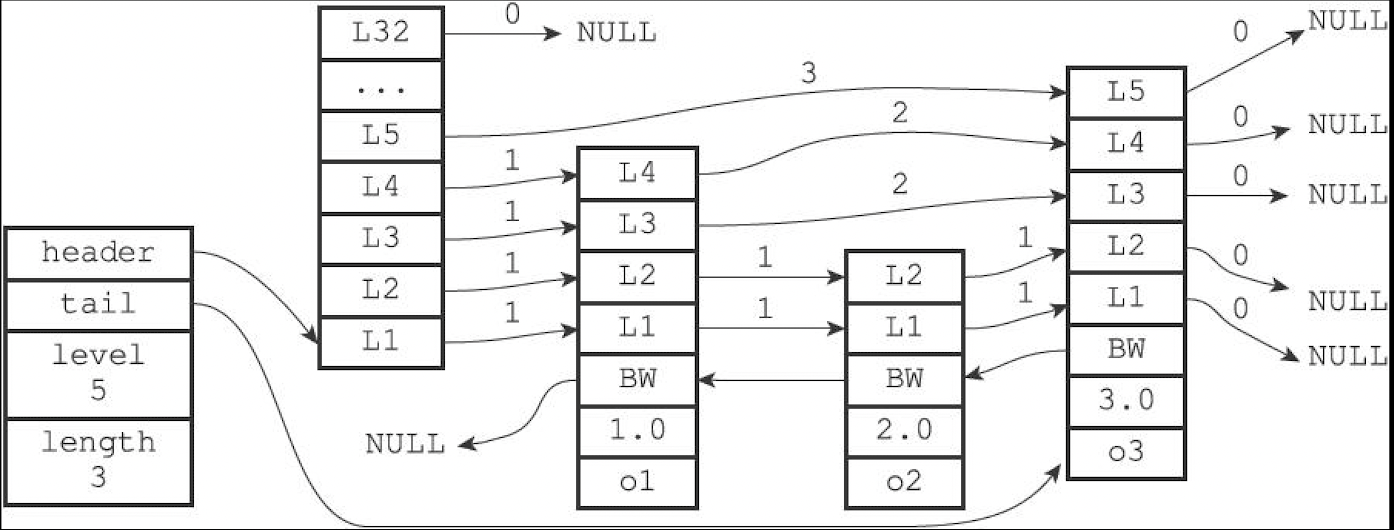 header
tail
level
5
length
3
L32
...
L5
L4
L3
L2
L1
0
NULL
3
1
1
1
1
L4
L3
L2
L1
BW
1.0
o1
NULL
2
2
1
1
L2
L1
BW
2.0
o2
1
1
L5
L4
L3
L2
L1
BW
3.0
o3
0
NULL
0
NULL
0
NULL
0
NULL
0
NULL